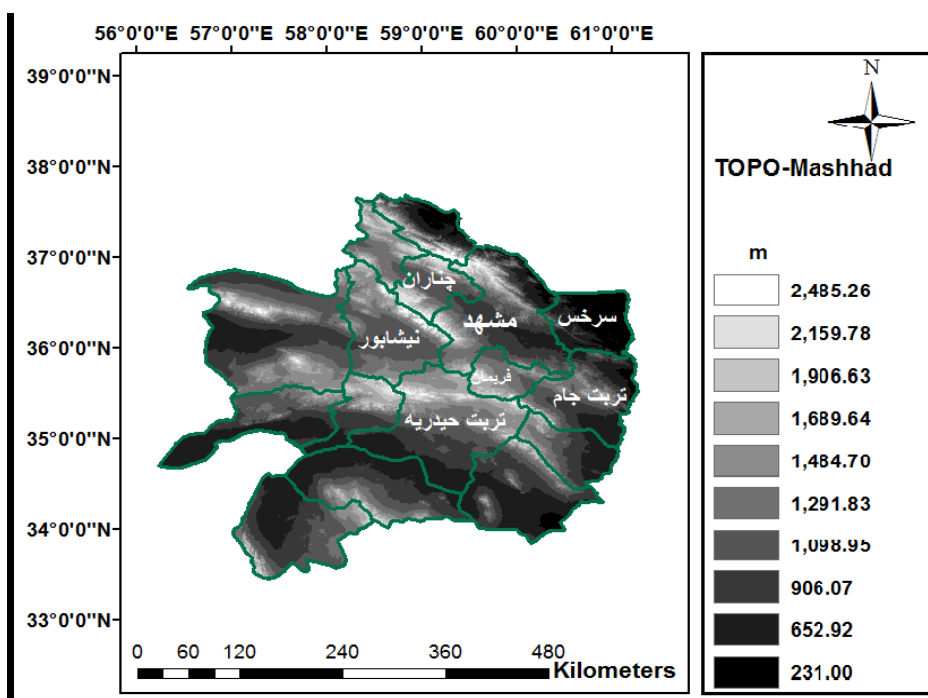 56°0'0"E 57°0'0"E 58°0'0"E 59°0'0"E 60°0'0"E 61°0'0"E
39°0'0"N
38°0'0"N
37°0'0"N
36°0'0"N
35°0'0"N
34°0'0"N
33°0'0"N
چناران
مشهد
سرخس
نیشابور
فریمان
تربت جام
تربت حیدریه
0 60 120 240 360 480
Kilometers
N
TOPO-Mashhad
m
2,485.26
2,159.78
1,906.63
1,689.64
1,484.70
1,291.83
1,098.95
906.07
652.92
231.00